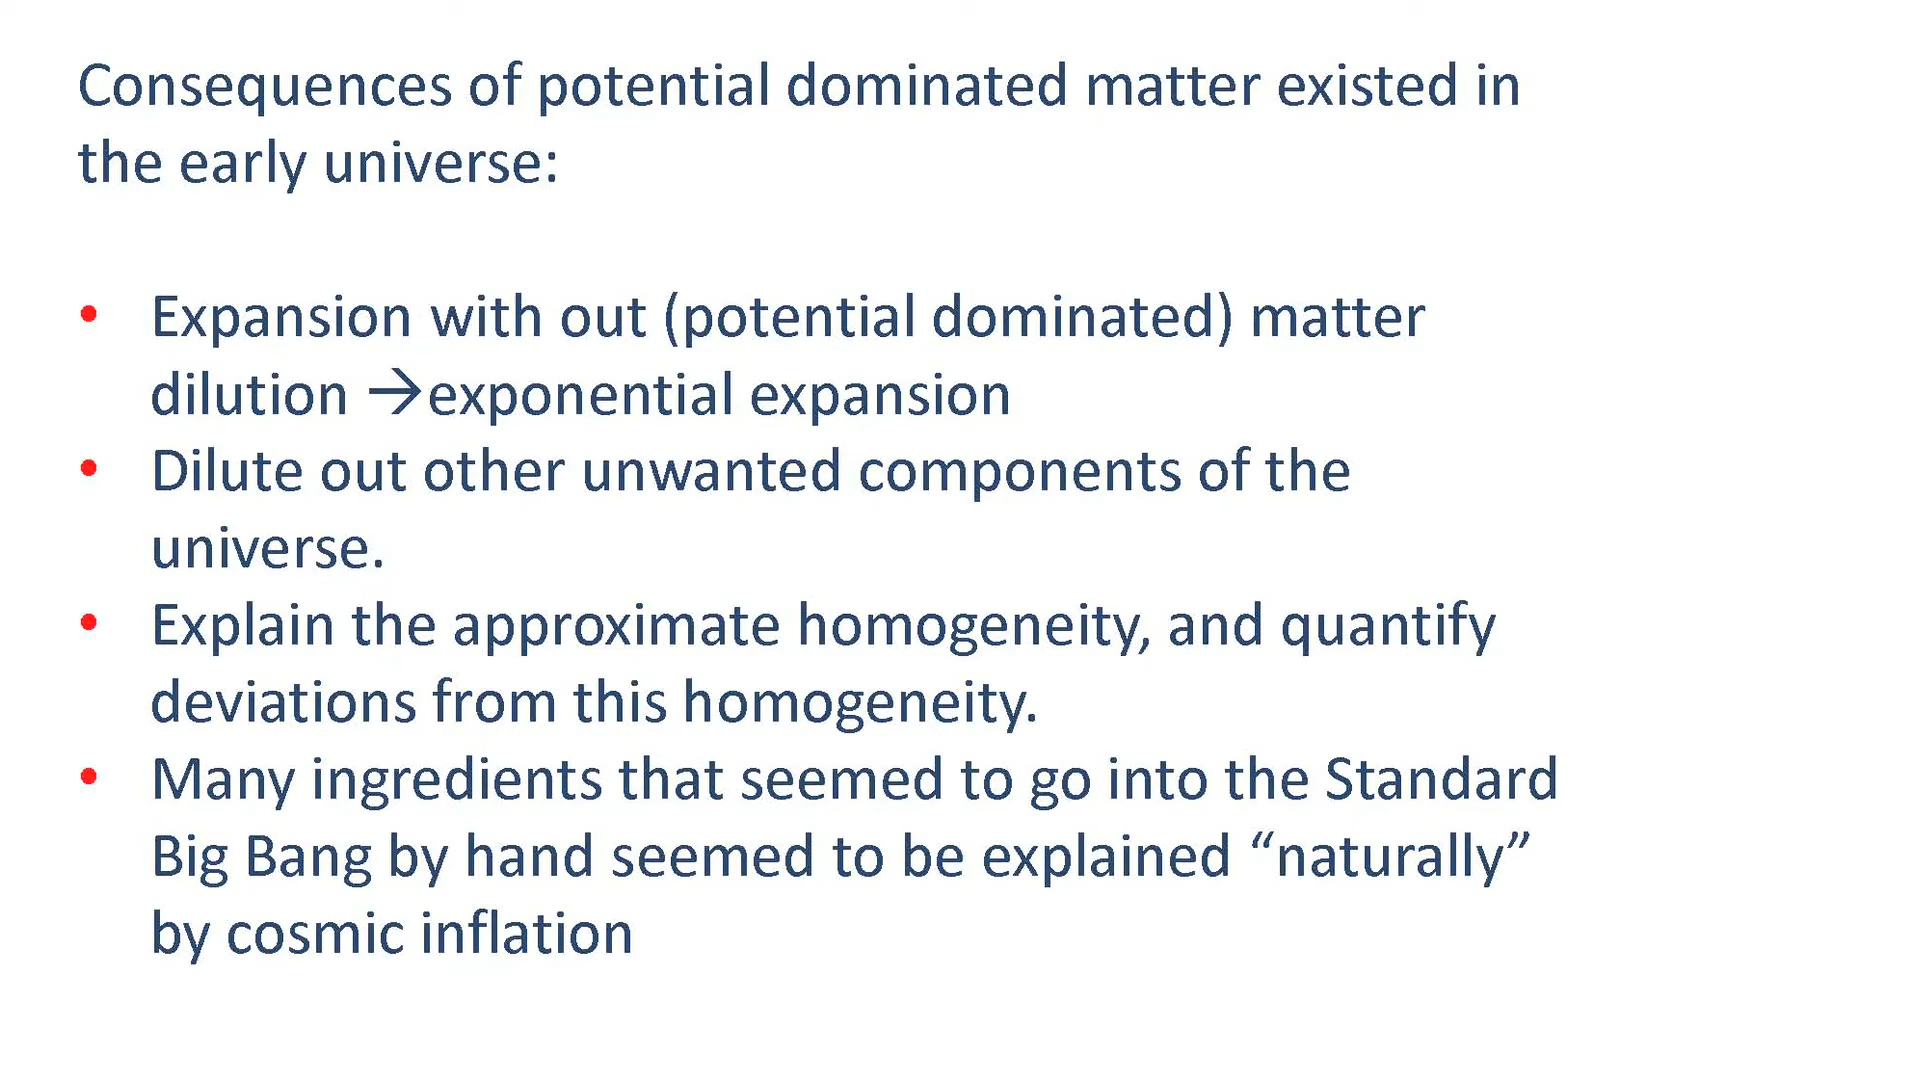 Consequences of potential dominated matter existed in
the early universe:
• Expansion with out (potential dominated) matter
dilution →exponential expansion
• Dilute out other unwanted components of the
universe.
• Explain the approximate homogeneity, and quantify
deviations from this homogeneity.
• Many ingredients that seemed to go into the Standard
Big Bang by hand seemed to be explained “naturally”
by cosmic inflation